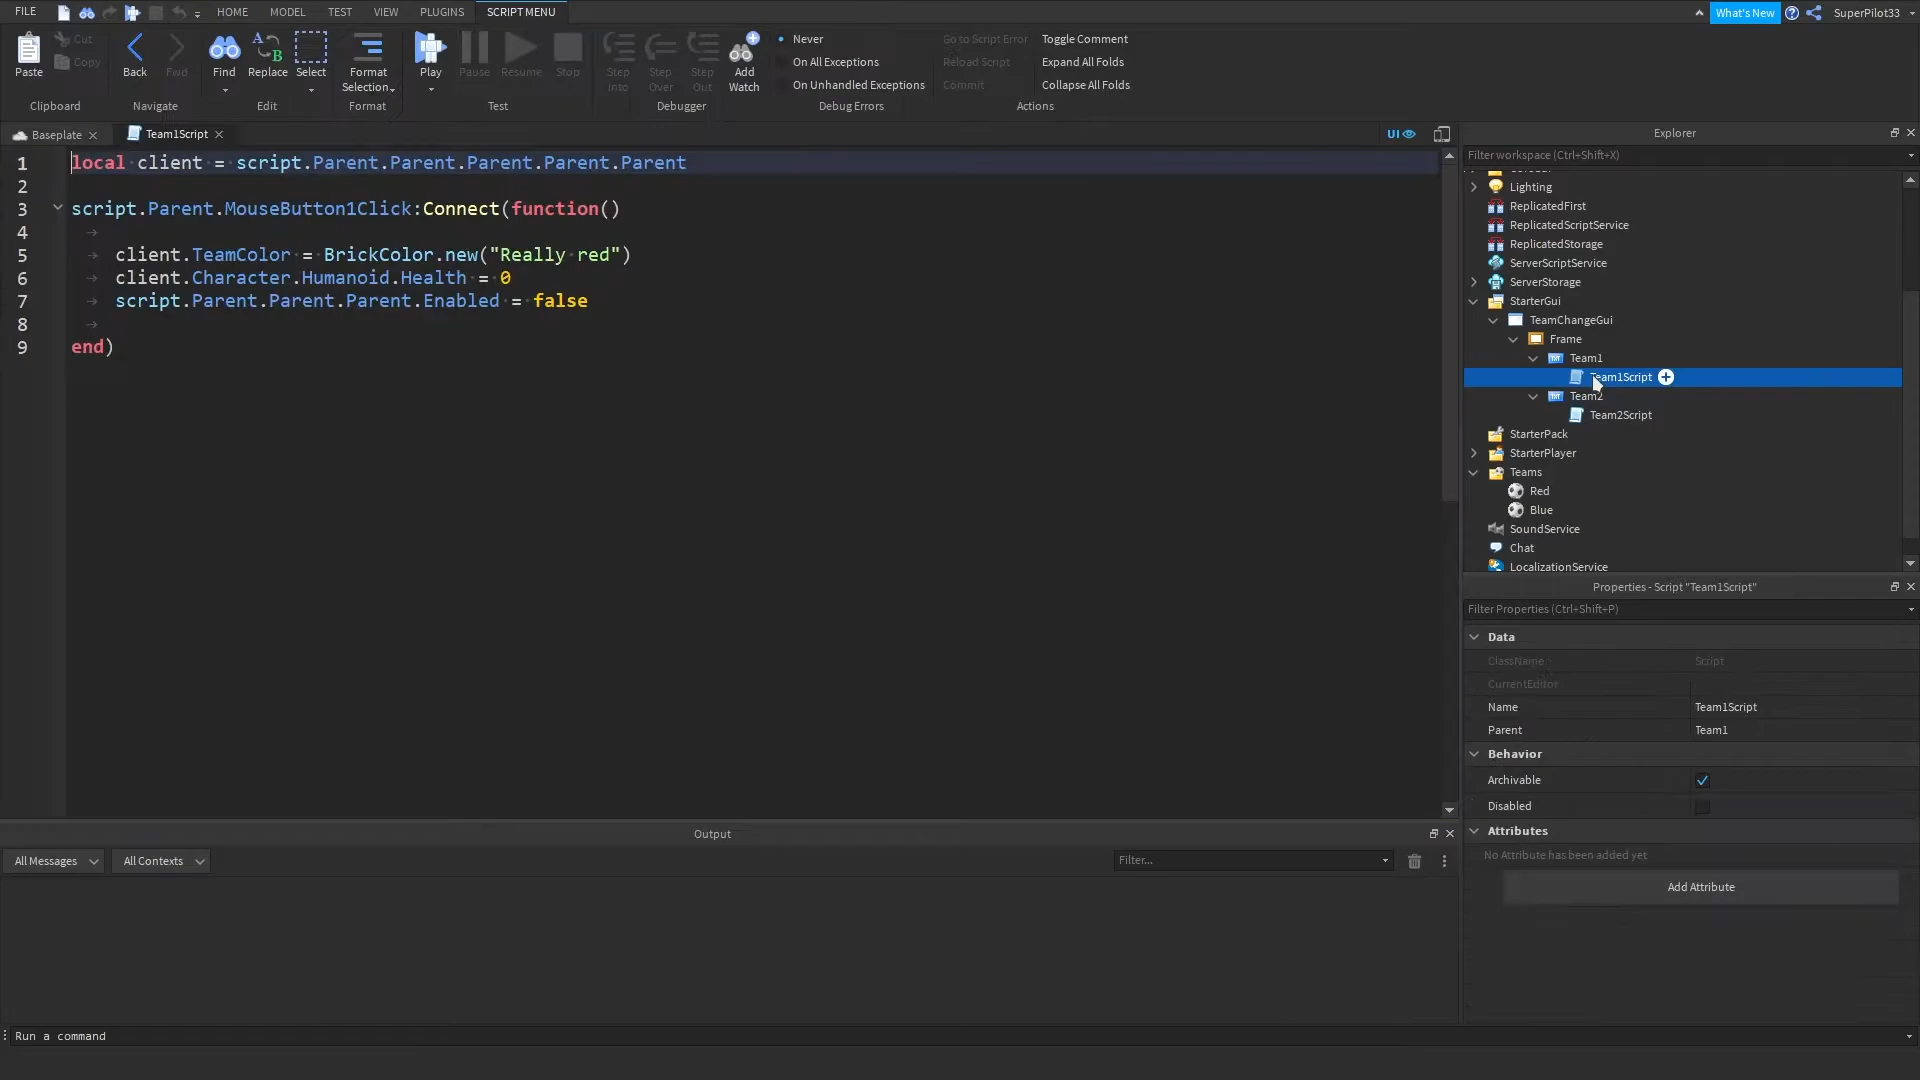 FILE
HOME
MODEL
TEST
VIEW
PLUGINS
SCRIPT MENU
What's New
SuperPilot33
Paste
Cut
Copy
Clipboard
Back
Fwd
Navigate
Find
Replace
Select
Edit
Format
Selection
Format
Play
Pause
Resume
Stop
Test
Step
Into
Step
Over
Step
Out
Add
Watch
Debugger
Never
On All Exceptions
On Unhandled Exceptions
Debug Errors
Go to Script Error
Reload Script
Commit
Toggle Comment
Expand All Folds
Collapse All Folds
Actions
Baseplate
Team1Script
UI
1 local client = script.Parent.Parent.Parent.Parent.Parent
2
3 script.Parent.MouseButton1Click:Connect(function()
4
5 client.TeamColor = BrickColor.new("Really red")
6 client.Character.Humanoid.Health = 0
7 script.Parent.Parent.Parent.Enabled = false
8
9 end)
Explorer
Filter workspace (Ctrl+Shift+X)
Lighting
ReplicatedFirst
ReplicatedScriptService
ReplicatedStorage
ServerScriptService
ServerStorage
StarterGui
TeamChangeGui
Frame
Team1
Team1Script
Team2
Team2Script
StarterPack
StarterPlayer
Teams
Red
Blue
SoundService
Chat
LocalizationService
Properties - Script "Team1Script"
Filter Properties (Ctrl+Shift+P)
Data
ClassName Script
CurrentEditor
Name Team1Script
Parent Team1
Behavior
Archivable
Disabled
Attributes
No Attribute has been added yet
Add Attribute
Output
All Messages
All Contexts
Filter...
Run a command